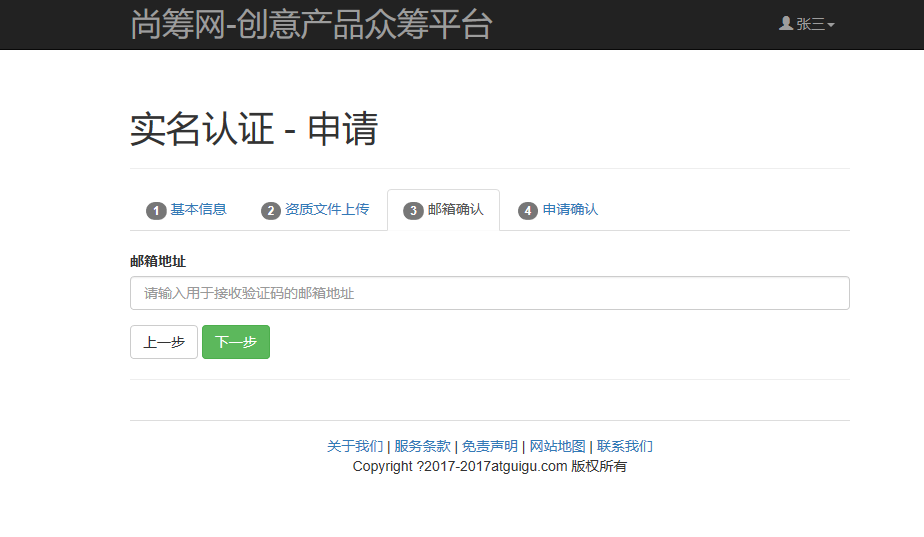 尚筹网-创意产品众筹平台 张三
实名认证 - 申请
1 基本信息 2 资质文件上传 3 邮箱确认 4 申请确认
邮箱地址
请输入用于接收验证码的邮箱地址
上一步 下一步
关于我们 | 服务条款 | 免责声明 | 网站地图 | 联系我们
Copyright ?2017-2017atguigu.com 版权所有